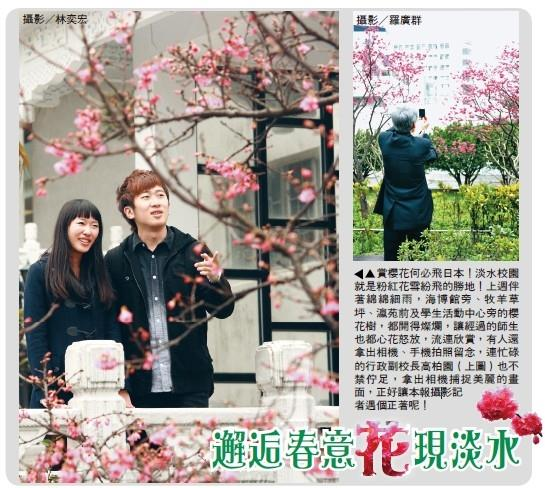 攝影／林奕宏
攝影／羅廣群
◀▲賞櫻花何必飛日本！淡水校園
就是粉紅花雪紛飛的勝地！上週伴
著綿綿細雨，海博館旁、牧羊草
坪、瀛苑前及學生活動中心旁的櫻
花樹，都開得燦爛，讓經過的師生
也都心花怒放，流連欣賞，有人還
拿出相機、手機拍照留念，連忙碌
的行政副校長高柏園（上圖）也不
禁佇足，拿出相機捕捉美麗的畫
面，正好讓本報攝影記
者遇個正著呢！
邂逅春意花現淡水